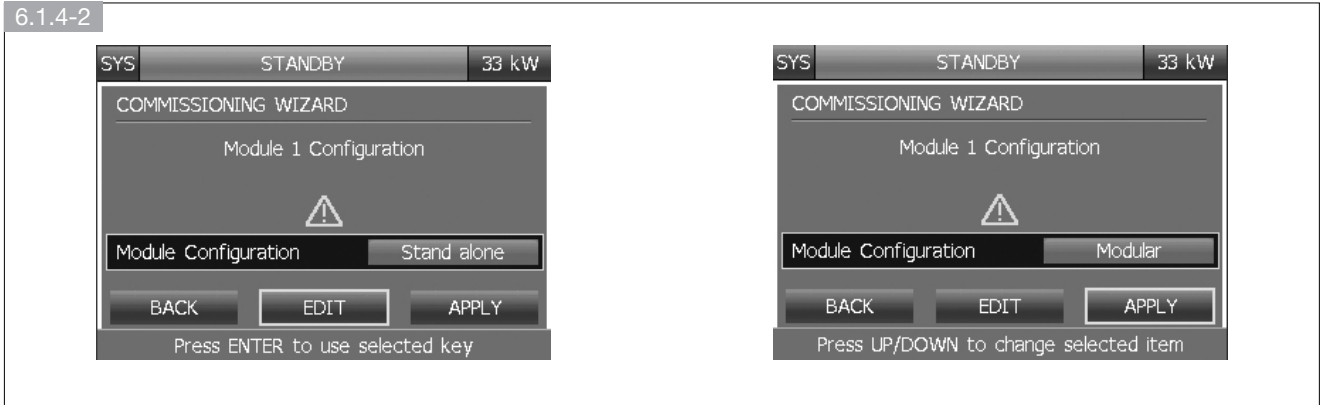 6.1.4-2
SYS STANDBY 33 kW
COMMISSIONING WIZARD
Module 1 Configuration
Module Configuration Stand alone
BACK EDIT APPLY
Press ENTER to use selected key
SYS STANDBY 33 kW
COMMISSIONING WIZARD
Module 1 Configuration
Module Configuration Modular
BACK EDIT APPLY
Press UP/DOWN to change selected item